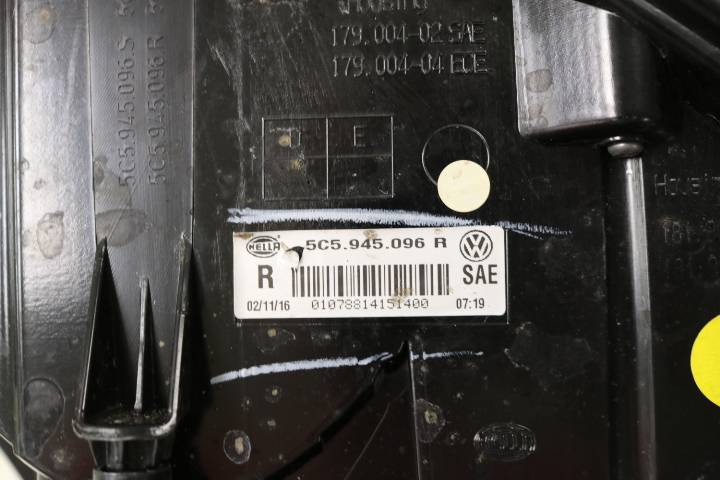 Housing
179.004-02 SAE
179.004-04 ECE
5C5.945.096.S
5C5.945.096 R
E
HELLA 5C5.945.096 R
R SAE
02/11/16 01078814151400 07:19
HELLA